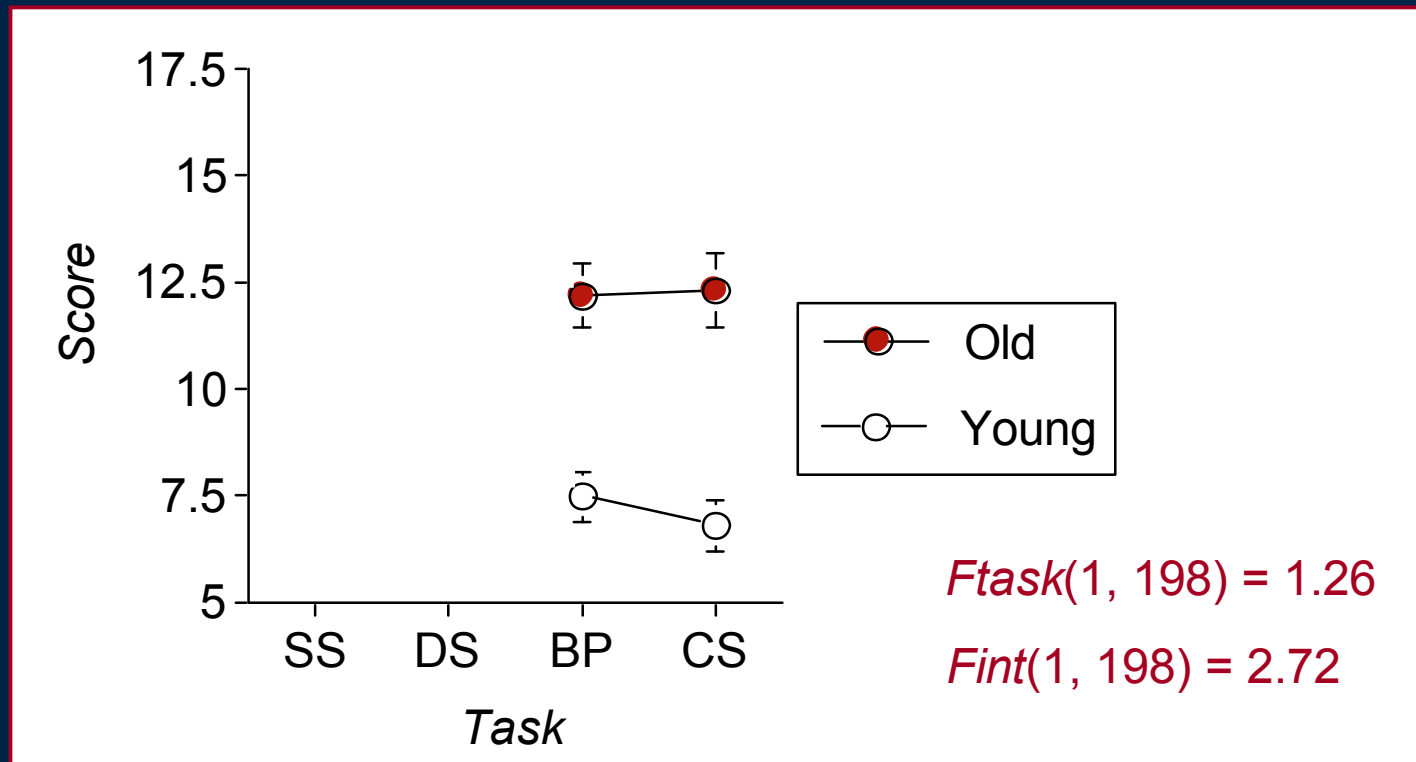 17.5
15
12.5
10
7.5
5
Score
SS DS BP CS
Task
Old
Young
Ftask(1, 198) = 1.26
Fint(1, 198) = 2.72